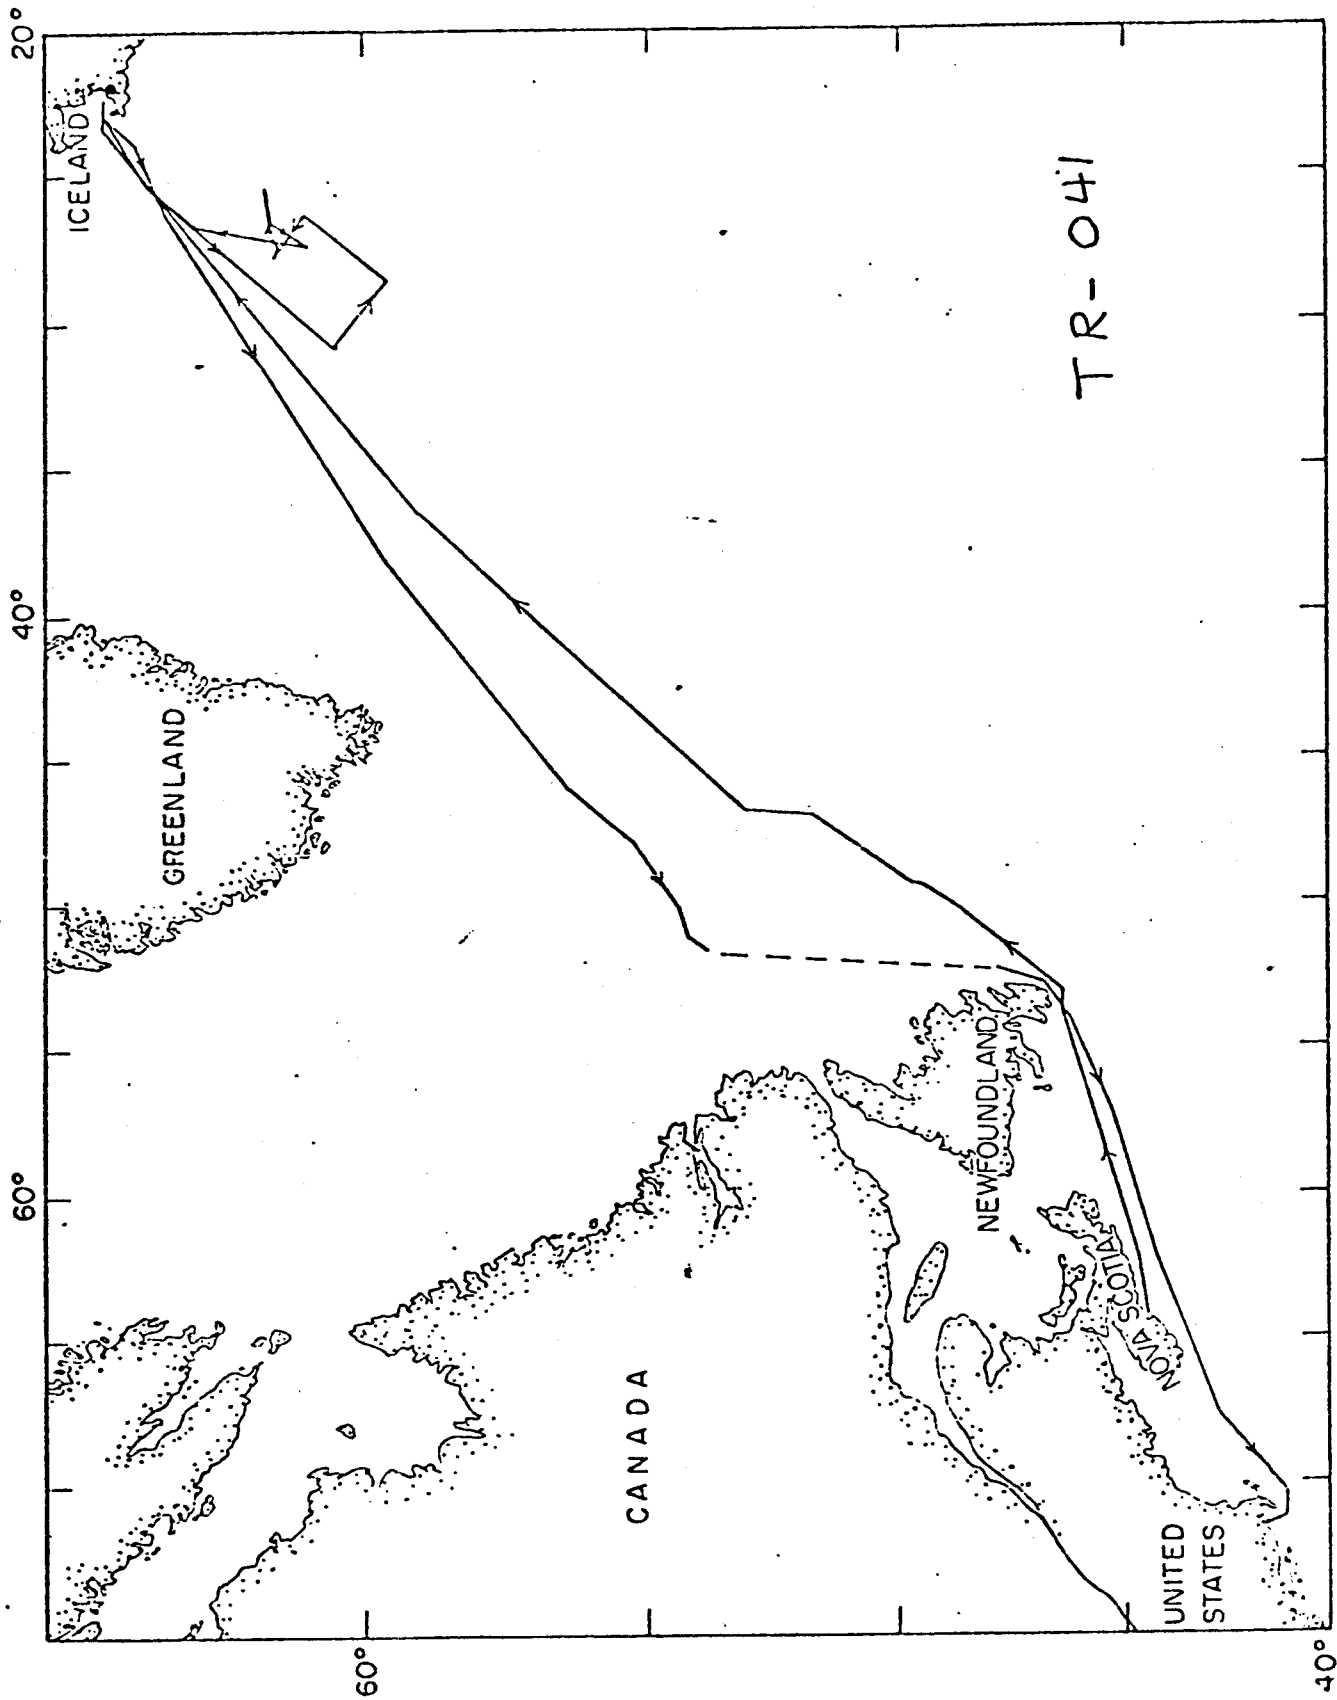 20°
40°
60°
ICELAND
GREENLAND
CANADA
NEWFOUNDLAND
NOVA SCOTIA
UNITED
STATES
60°
40°
TR-041